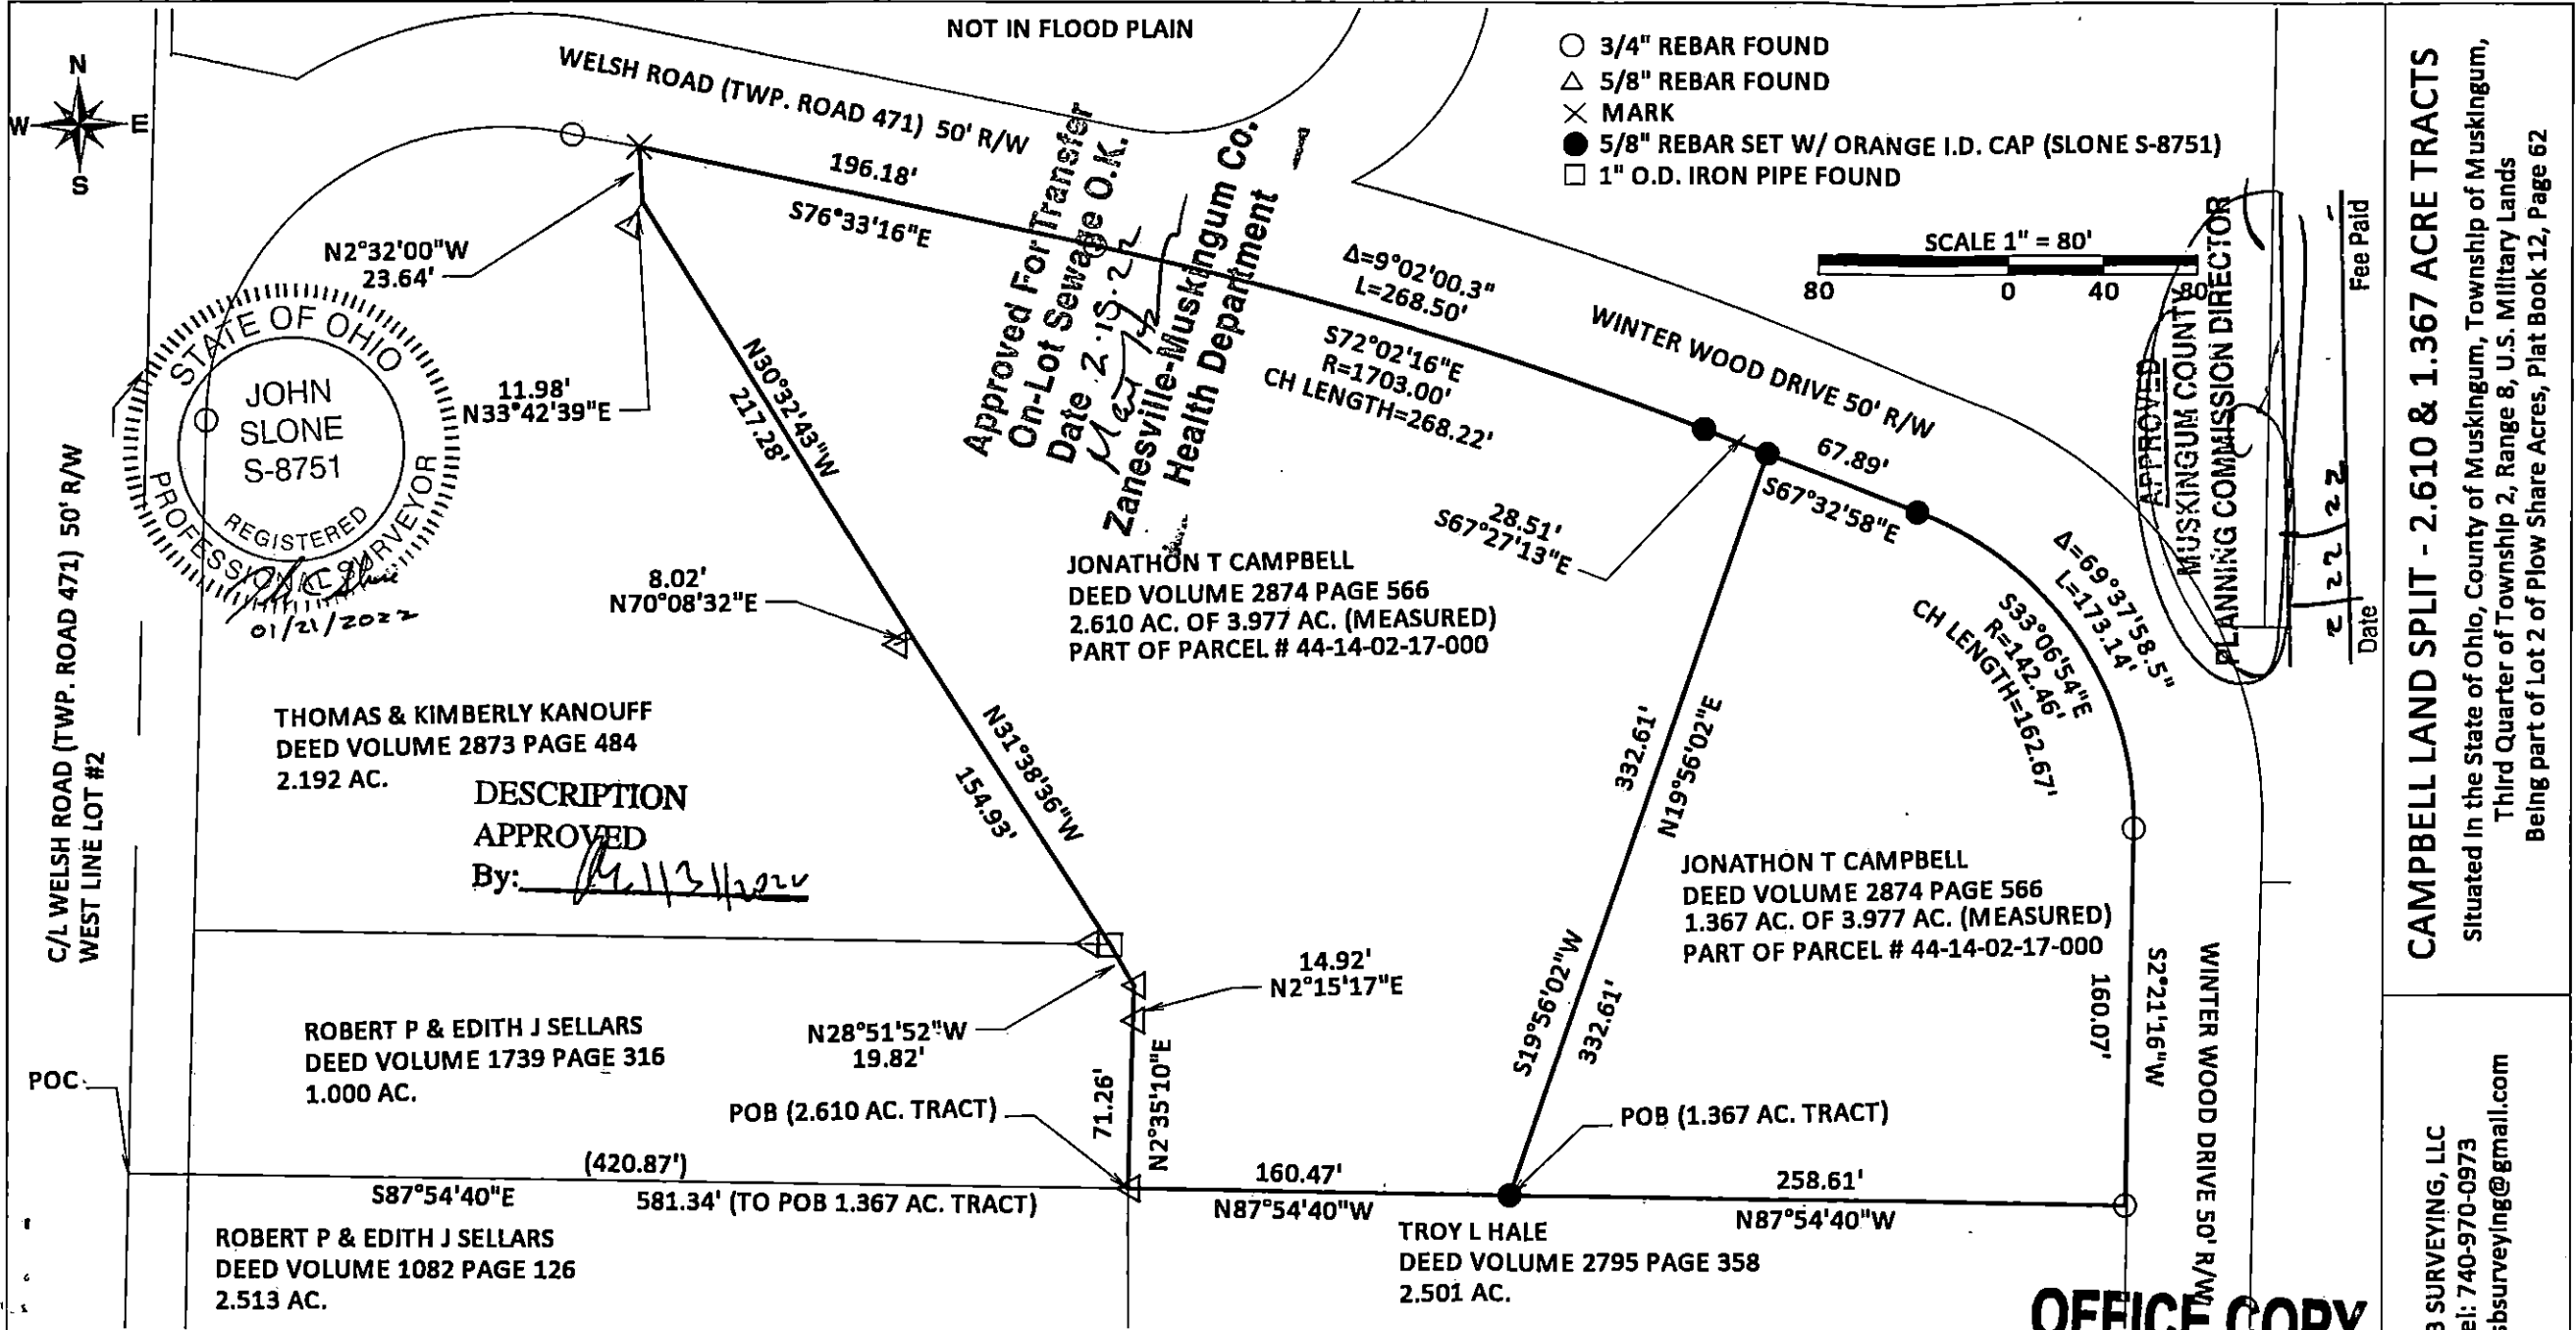 NOT IN FLOOD PLAIN
N
W E
S
WELSH ROAD (TWP. ROAD 471) 50' R/W
○ 3/4" REBAR FOUND
△ 5/8" REBAR FOUND
✕ MARK
● 5/8" REBAR SET W/ ORANGE I.D. CAP (SLONE S-8751)
□ 1" O.D. IRON PIPE FOUND
SCALE 1" = 80'
80 0 40 80
196.18'
S76°33'16"E
N2°32'00"W
23.64'
11.98'
N33°42'39"E
STATE OF OHIO
JOHN
SLONE
S-8751
REGISTERED
PROFESSIONAL SURVEYOR
01/21/2022
Approved For Transfer
On-Lot Sewage O.K.
Date 2-15-22
Zanesville-Muskingum Co.
Health Department
Δ=9°02'00.3"
L=268.50'
S72°02'16"E
R=1703.00'
CH LENGTH=268.22'
WINTER WOOD DRIVE 50' R/W
67.89'
S67°32'58"E
28.51'
S67°27'13"E
Δ=69°37'58.5"
L=173.14'
S33°06'54"E
R=142.46'
CH LENGTH=162.67'
APPROVED
MUSKINGUM COUNTY
PLANNING COMMISSION DIRECTOR
2 22 22
Date Fee Paid
N30°32'43"W
217.28'
8.02'
N70°08'32"E
JONATHON T CAMPBELL
DEED VOLUME 2874 PAGE 566
2.610 AC. OF 3.977 AC. (MEASURED)
PART OF PARCEL # 44-14-02-17-000
C/L WELSH ROAD (TWP. ROAD 471) 50' R/W
WEST LINE LOT #2
THOMAS & KIMBERLY KANOUFF
DEED VOLUME 2873 PAGE 484
2.192 AC.
DESCRIPTION
APPROVED
By: 1/31/2022
N31°38'36"W
154.93'
332.61'
N19°56'02"E
S19°56'02"W
332.61'
JONATHON T CAMPBELL
DEED VOLUME 2874 PAGE 566
1.367 AC. OF 3.977 AC. (MEASURED)
PART OF PARCEL # 44-14-02-17-000
S2°21'16"W
160.07'
WINTER WOOD DRIVE 50' R/W
14.92'
N2°15'17"E
N28°51'52"W
19.82'
ROBERT P & EDITH J SELLARS
DEED VOLUME 1739 PAGE 316
1.000 AC.
POC
POB (2.610 AC. TRACT)
71.26'
N2°35'10"E
POB (1.367 AC. TRACT)
(420.87')
S87°54'40"E
581.34' (TO POB 1.367 AC. TRACT)
160.47'
N87°54'40"W
258.61'
N87°54'40"W
ROBERT P & EDITH J SELLARS
DEED VOLUME 1082 PAGE 126
2.513 AC.
TROY L HALE
DEED VOLUME 2795 PAGE 358
2.501 AC.
OFFICE COPY
CAMPBELL LAND SPLIT - 2.610 & 1.367 ACRE TRACTS
Situated in the State of Ohio, County of Muskingum, Township of Muskingum,
Third Quarter of Township 2, Range 8, U.S. Military Lands
Being part of Lot 2 of Plow Share Acres, Plat Book 12, Page 62
B SURVEYING, LLC
el: 740-970-0973
sbsurveying@gmail.com